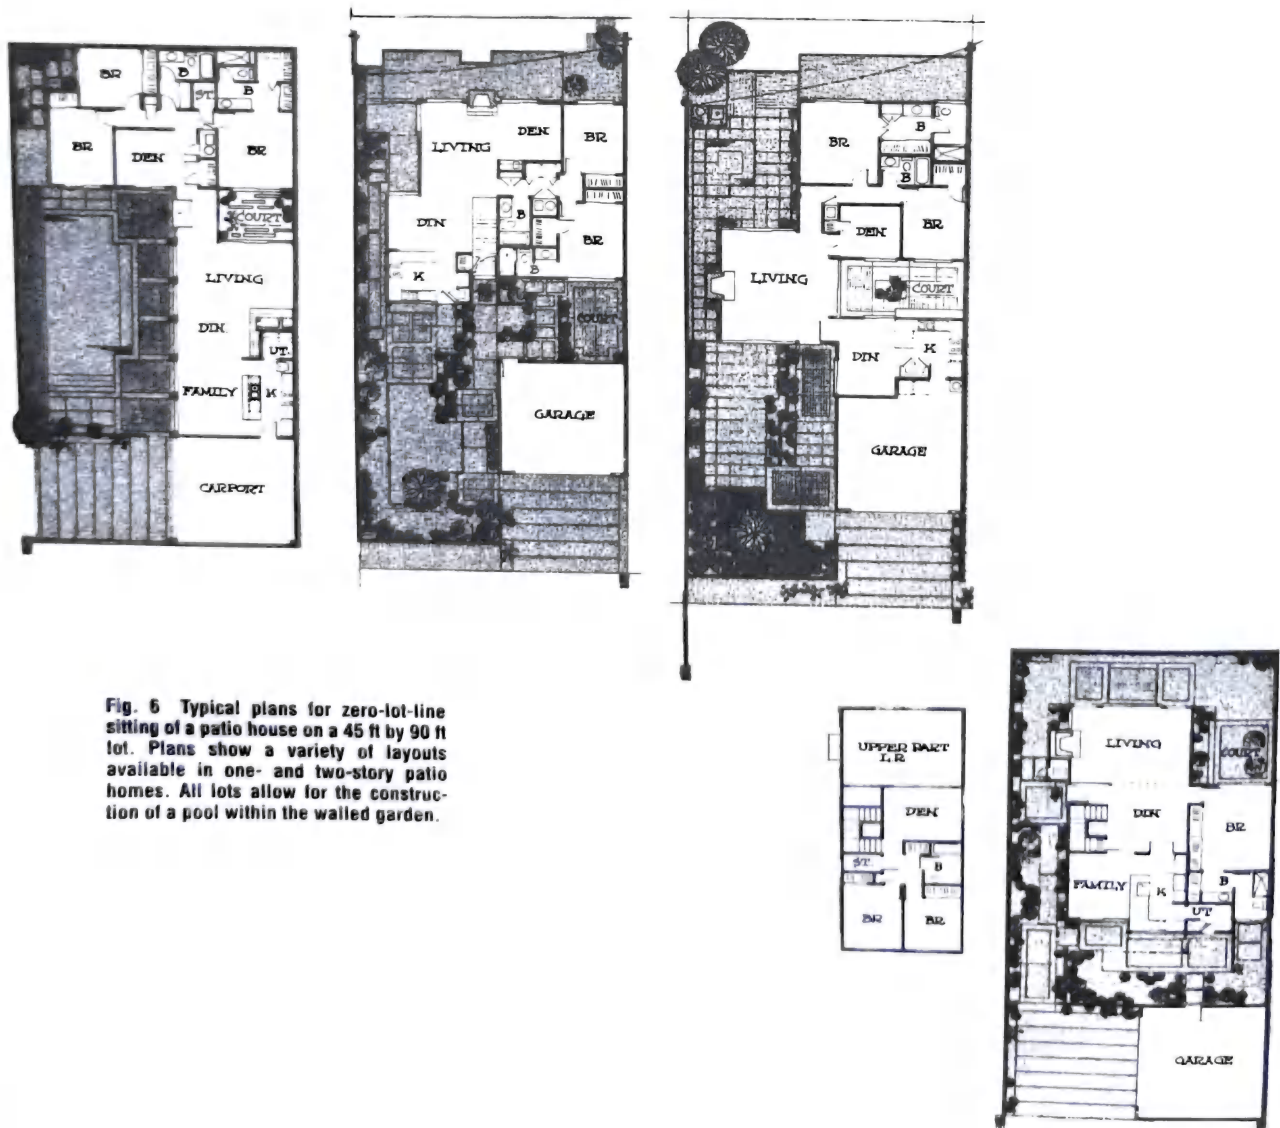 BR
B
ST.
B
BR
DEN
BR
COURT
LIVING
DIN.
UT.
FAMILY
K
CARPORT
LIVING
DEN
BR
DIN
B
BR
K
B
COURT
GARAGE
BR
B
B
DEN
BR
LIVING
COURT
DIN
K
GARAGE
Fig. 6 Typical plans for zero-lot-line
sitting of a patio house on a 45 ft by 90 ft
lot. Plans show a variety of layouts
available in one- and two-story patio
homes. All lots allow for the construc-
tion of a pool within the walled garden.
UPPER PART
L.R
DEN
ST.
B
BR
BR
LIVING
COURT
DIN
BR
FAMILY
K
B
UT
GARAGE